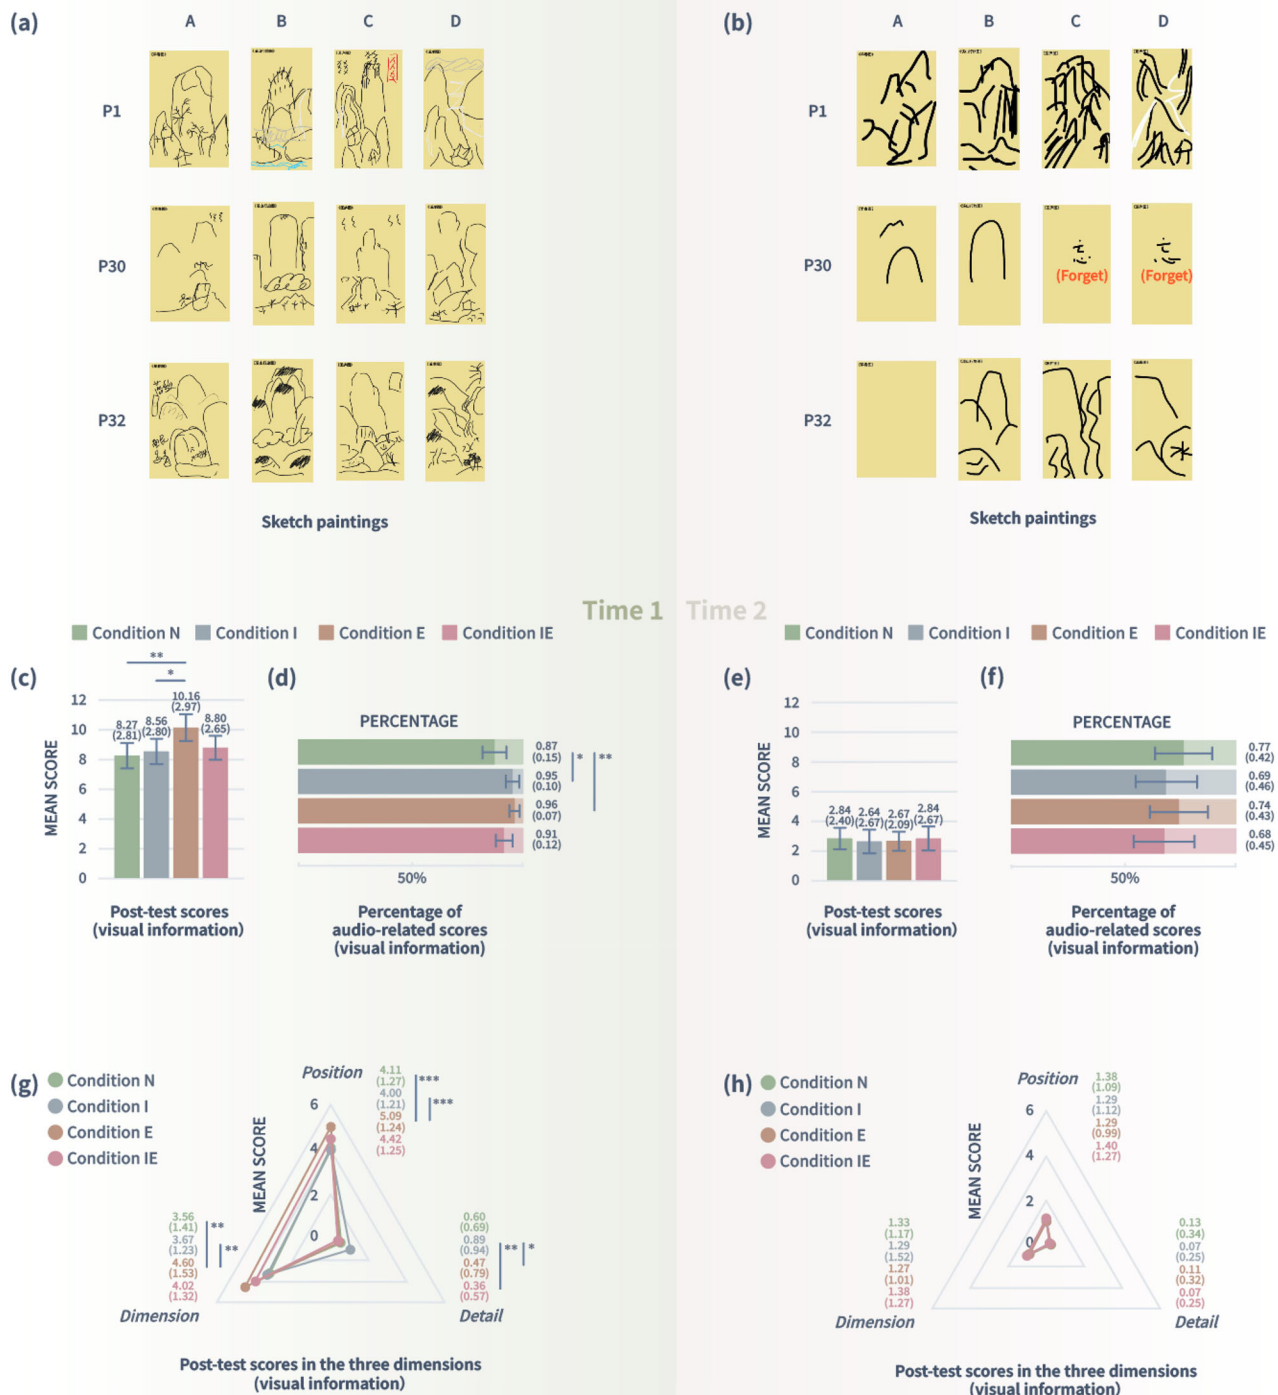 (a)
A B C D
P1
P30
P32
Sketch paintings
(b)
A B C D
P1
P30
忘 忘
(Forget) (Forget)
P32
Sketch paintings
Time 1 Time 2
Condition N Condition I Condition E Condition IE
(c)
** 
*
MEAN SCORE
12
10
8
6
4
2
0
8.27
(2.81)
8.56
(2.80)
10.16
(2.97)
8.80
(2.65)
Post-test scores
(visual information)
(d)
PERCENTAGE
0.87
(0.15)
0.95
(0.10)
0.96
(0.07)
0.91
(0.12)
* **
50%
Percentage of
audio-related scores
(visual information)
Condition N Condition I Condition E Condition IE
(e)
MEAN SCORE
12
10
8
6
4
2
0
2.84
(2.40)
2.64
(2.67)
2.67
(2.09)
2.84
(2.67)
Post-test scores
(visual information)
(f)
PERCENTAGE
0.77
(0.42)
0.69
(0.46)
0.74
(0.43)
0.68
(0.45)
50%
Percentage of
audio-related scores
(visual information)
(g)
Condition N
Condition I
Condition E
Condition IE
Position
4.11
(1.27)
4.00
(1.21)
5.09
(1.24)
4.42
(1.25)
***
***
MEAN SCORE
6
4
2
0
3.56
(1.41)
3.67
(1.23)
4.60
(1.53)
4.02
(1.32)
**
**
Dimension
0.60
(0.69)
0.89
(0.94)
0.47
(0.79)
0.36
(0.57)
** *
Detail
Post-test scores in the three dimensions
(visual information)
(h)
Condition N
Condition I
Condition E
Condition IE
Position
1.38
(1.09)
1.29
(1.12)
1.29
(0.99)
1.40
(1.27)
MEAN SCORE
6
4
2
0
1.33
(1.17)
1.29
(1.52)
1.27
(1.01)
1.38
(1.27)
Dimension
0.13
(0.34)
0.07
(0.25)
0.11
(0.32)
0.07
(0.25)
Detail
Post-test scores in the three dimensions
(visual information)